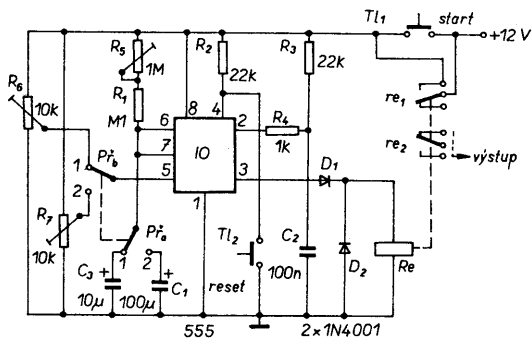 Tl₁ start
+12 V
R₆
10k
R₅
1M
R₁
M1
R₂
22k
R₃
22k
re₁
re₂
výstup
8
4
6
7
5
2
3
1
IO
R₄
1k
D₁
Př_b
1
2
R₇
10k
Př_a
1
2
C₃
+
10µ
+
C₁
100µ
Tl₂
reset
C₂
100n
D₂
Re
555
2×1N4001